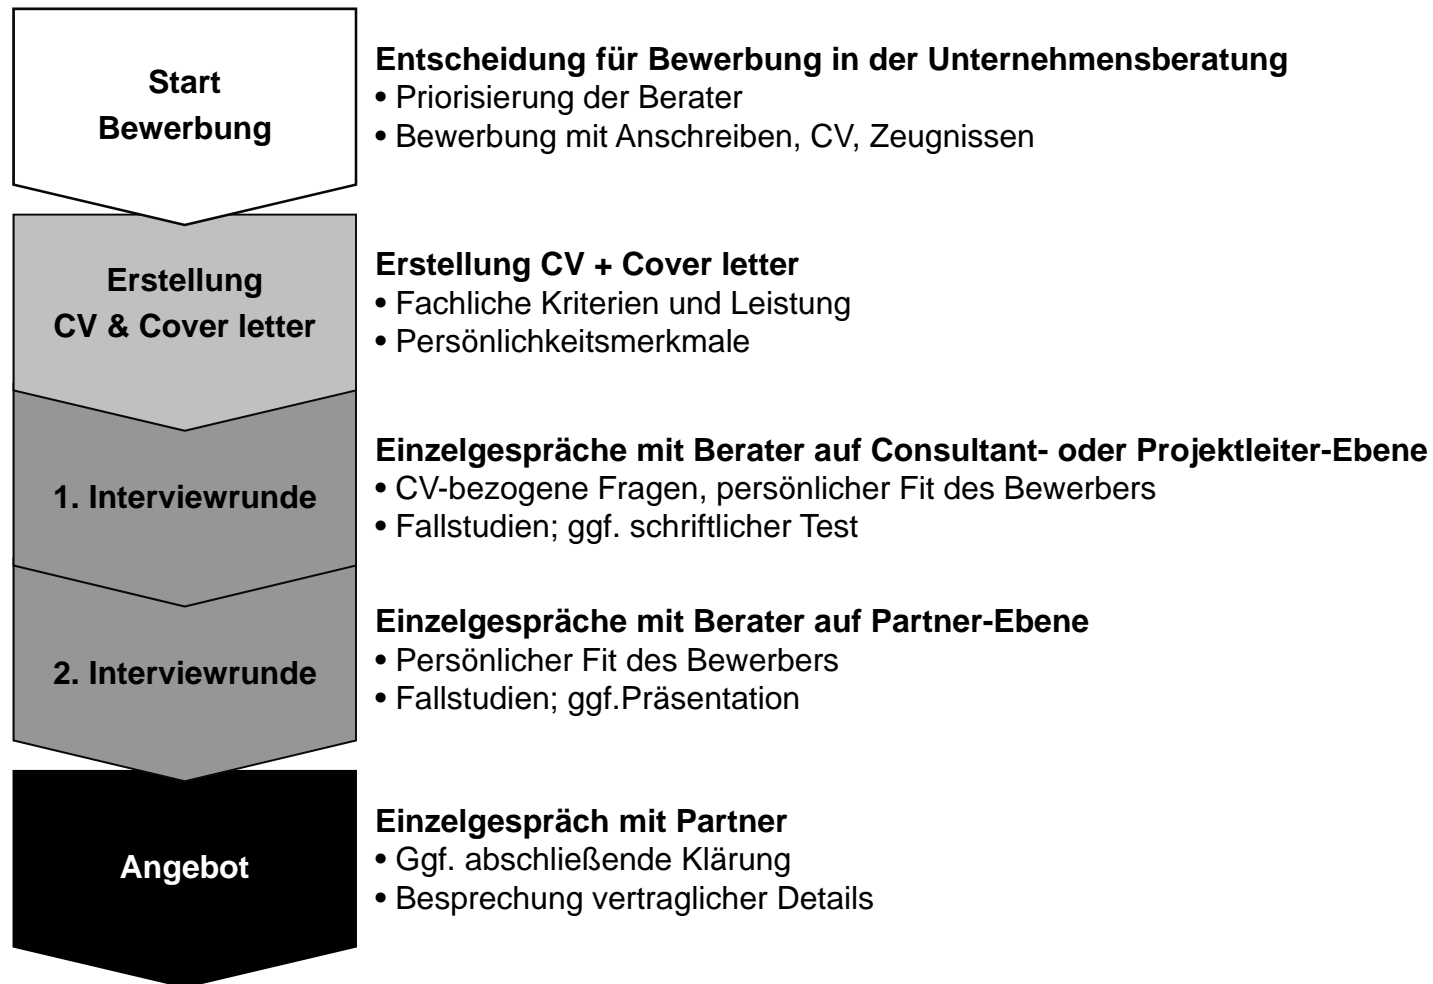 Start
Bewerbung
Entscheidung für Bewerbung in der Unternehmensberatung
• Priorisierung der Berater
• Bewerbung mit Anschreiben, CV, Zeugnissen
Erstellung
CV & Cover letter
Erstellung CV + Cover letter
• Fachliche Kriterien und Leistung
• Persönlichkeitsmerkmale
1. Interviewrunde
Einzelgespräche mit Berater auf Consultant- oder Projektleiter-Ebene
• CV-bezogene Fragen, persönlicher Fit des Bewerbers
• Fallstudien; ggf. schriftlicher Test
2. Interviewrunde
Einzelgespräche mit Berater auf Partner-Ebene
• Persönlicher Fit des Bewerbers
• Fallstudien; ggf.Präsentation
Angebot
Einzelgespräch mit Partner
• Ggf. abschließende Klärung
• Besprechung vertraglicher Details